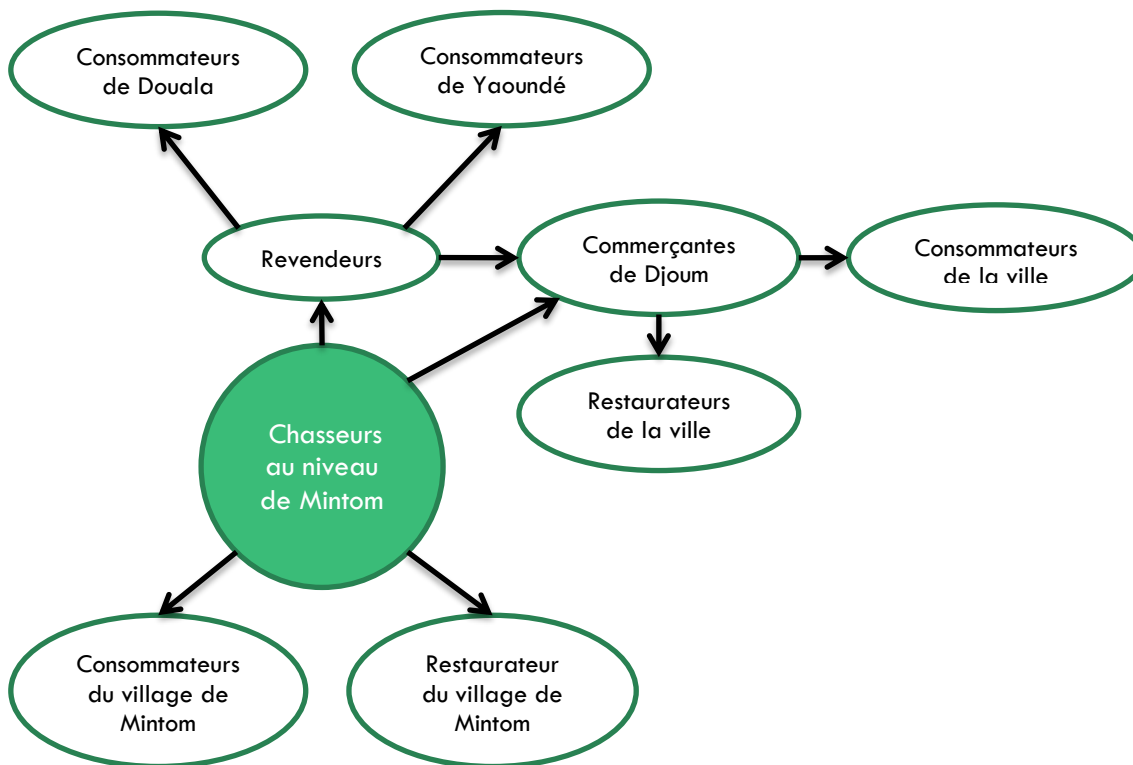 Consommateurs
de Douala
Consommateurs
de Yaoundé
Revendeurs
Commerçantes
de Djoum
Consommateurs
de la ville
Restaurateurs
de la ville
Chasseurs
au niveau
de Mintom
Consommateurs
du village de
Mintom
Restaurateur
du village de
Mintom